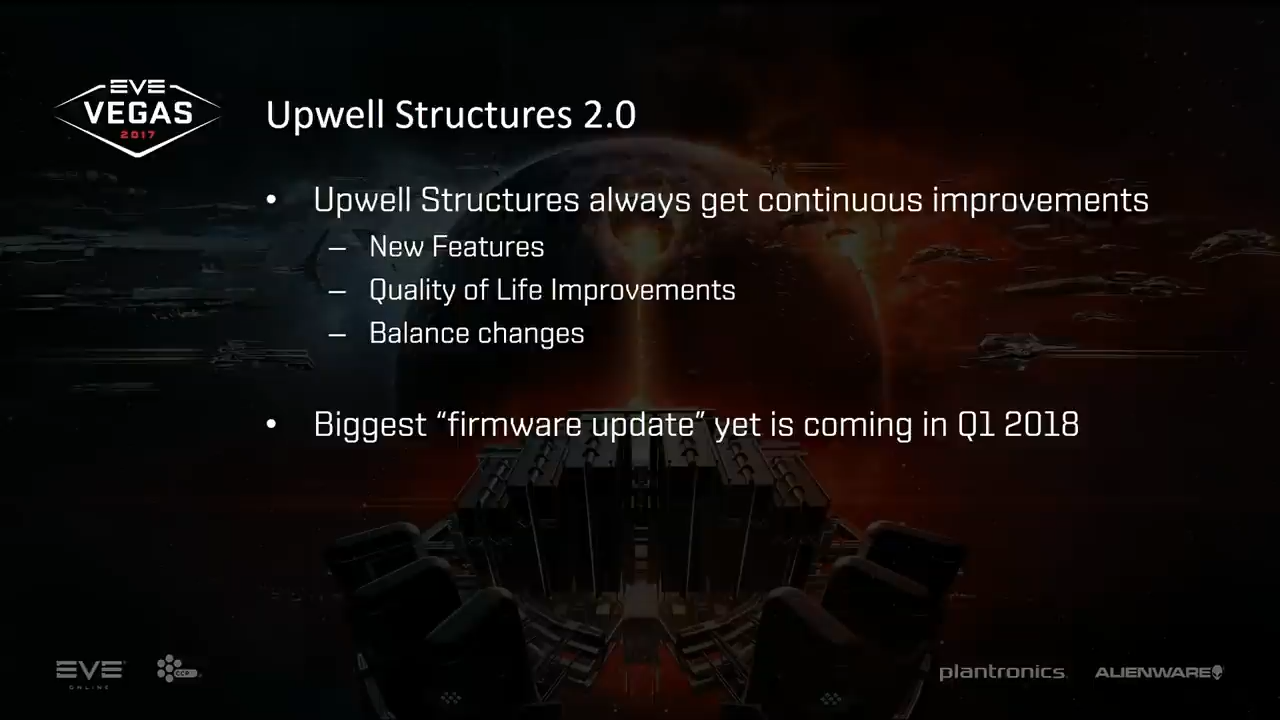 EVE
VEGAS
2017
Upwell Structures 2.0
• Upwell Structures always get continuous improvements
– New Features
– Quality of Life Improvements
– Balance changes
• Biggest “firmware update” yet is coming in Q1 2018
EVE
ONLINE
CCP
plantronics
ALIENWARE